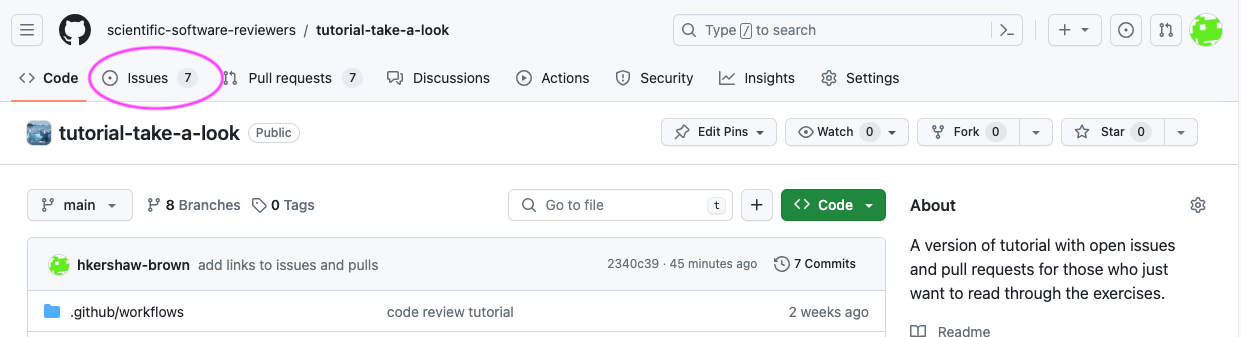 scientific-software-reviewers / tutorial-take-a-look
Type / to search
Code Issues 7 Pull requests 7 Discussions Actions Security Insights Settings
tutorial-take-a-look Public
Edit Pins Watch 0 Fork 0 Star 0
main 8 Branches 0 Tags Go to file t + Code
About
A version of tutorial with open issues
and pull requests for those who just
want to read through the exercises.
Readme
hkershaw-brown add links to issues and pulls 2340c39 · 45 minutes ago 7 Commits
.github/workflows code review tutorial 2 weeks ago